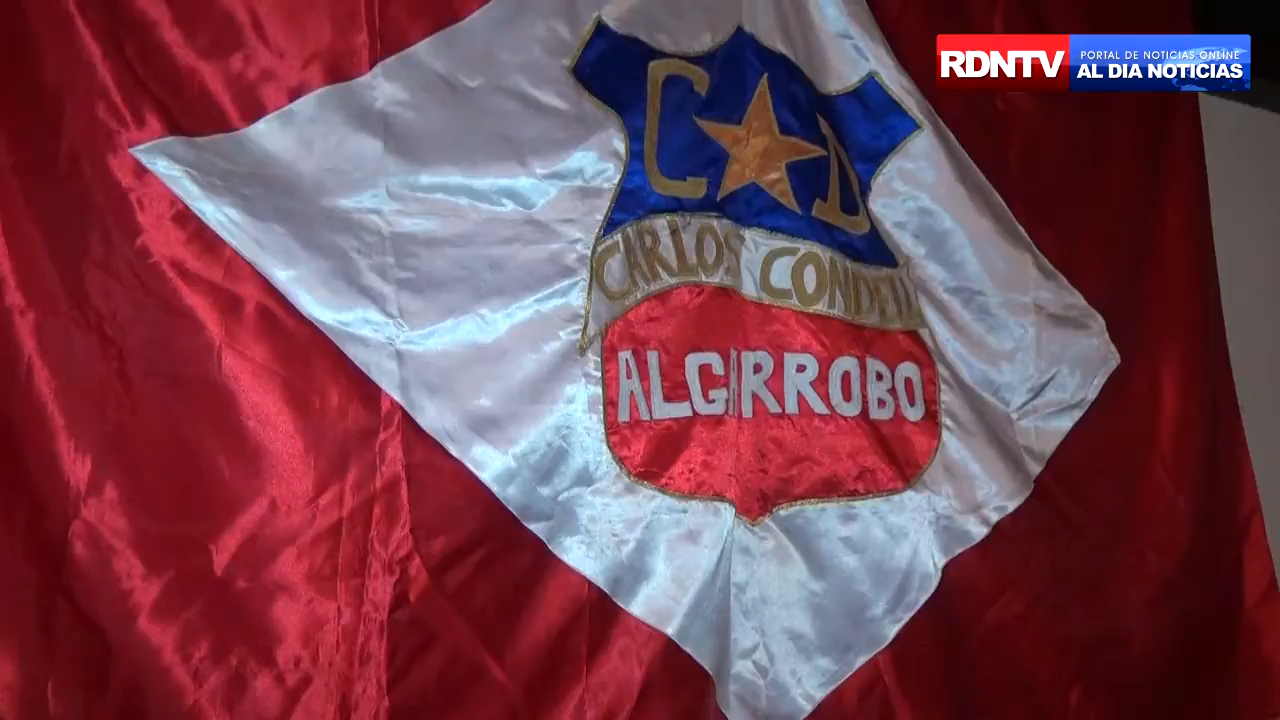 RDNTV
PORTAL DE NOTICIAS ONLINE
AL DIA NOTICIAS
C D
CARLOS CONDELL
ALGARROBO